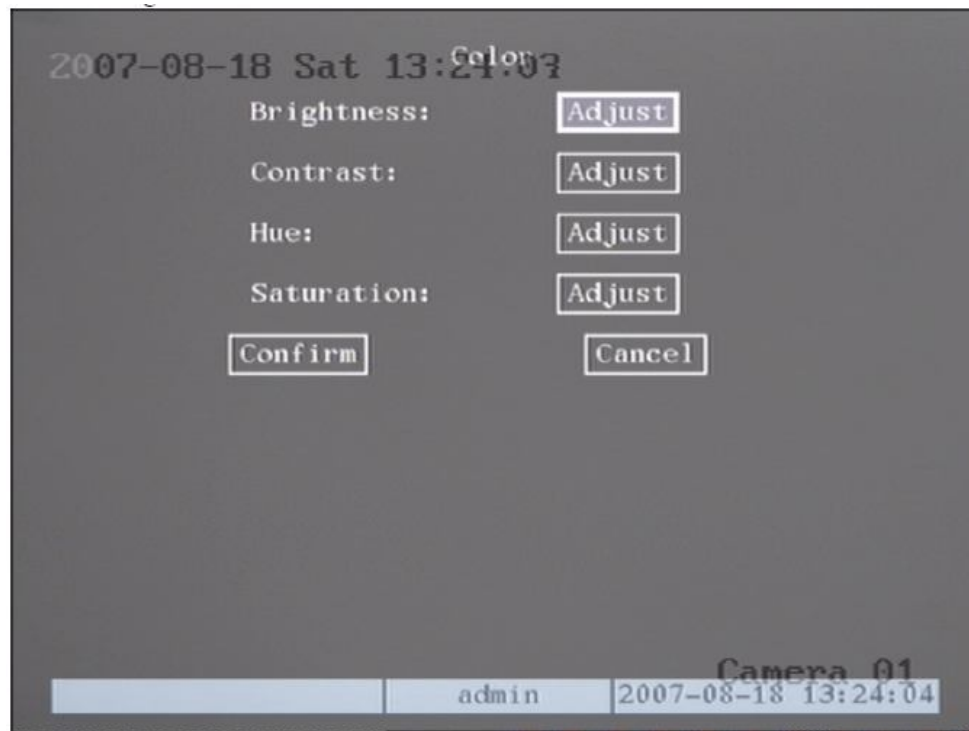 Color
2007-08-18 Sat 13:24:03
Brightness: Adjust
Contrast: Adjust
Hue: Adjust
Saturation: Adjust
Confirm Cancel
Camera 01
admin 2007-08-18 13:24:04